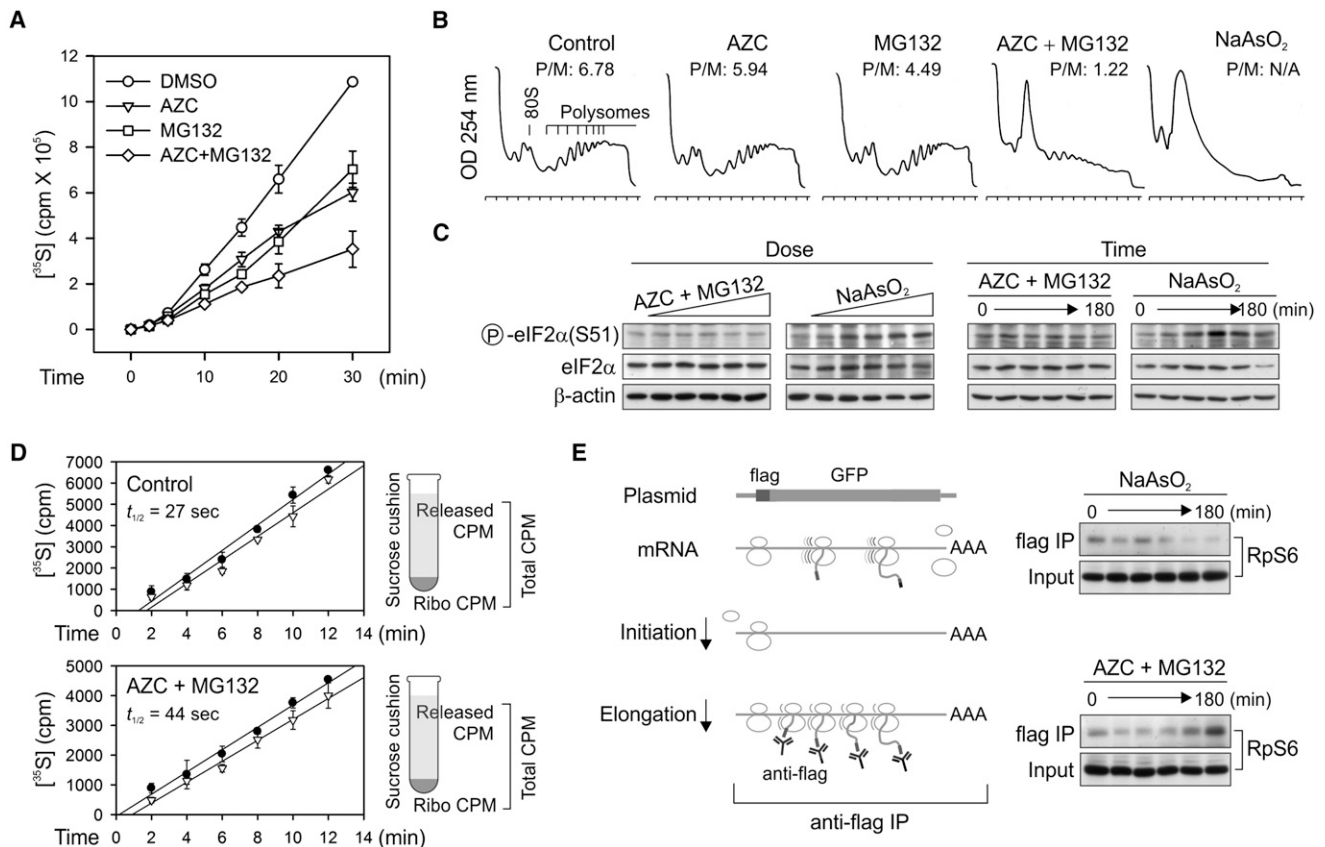 A
[³⁵S] (cpm X 10⁵)
12
10
8
6
4
2
0
DMSO
AZC
MG132
AZC+MG132
Time 0 10 20 30 (min)
B
OD 254 nm
Control
P/M: 6.78
80S
Polysomes
AZC
P/M: 5.94
MG132
P/M: 4.49
AZC + MG132
P/M: 1.22
NaAsO₂
P/M: N/A
C
Dose Time
AZC + MG132 NaAsO₂ AZC + MG132 NaAsO₂
0 180 0 180 (min)
Ⓟ-eIF2α(S51)
eIF2α
β-actin
D
[³⁵S] (cpm)
7000
6000
5000
4000
3000
2000
1000
0
Control
t1/2 = 27 sec
Time 0 2 4 6 8 10 12 14 (min)
Sucrose cushion
Released
CPM
Ribo CPM
Total CPM
[³⁵S] (cpm)
5000
4000
3000
2000
1000
0
AZC + MG132
t1/2 = 44 sec
Time 0 2 4 6 8 10 12 14 (min)
Sucrose cushion
Released
CPM
Ribo CPM
Total CPM
E
flag GFP
Plasmid
mRNA AAA
Initiation AAA
Elongation AAA
anti-flag
anti-flag IP
NaAsO₂
0 180 (min)
flag IP
Input
RpS6
AZC + MG132
0 180 (min)
flag IP
Input
RpS6